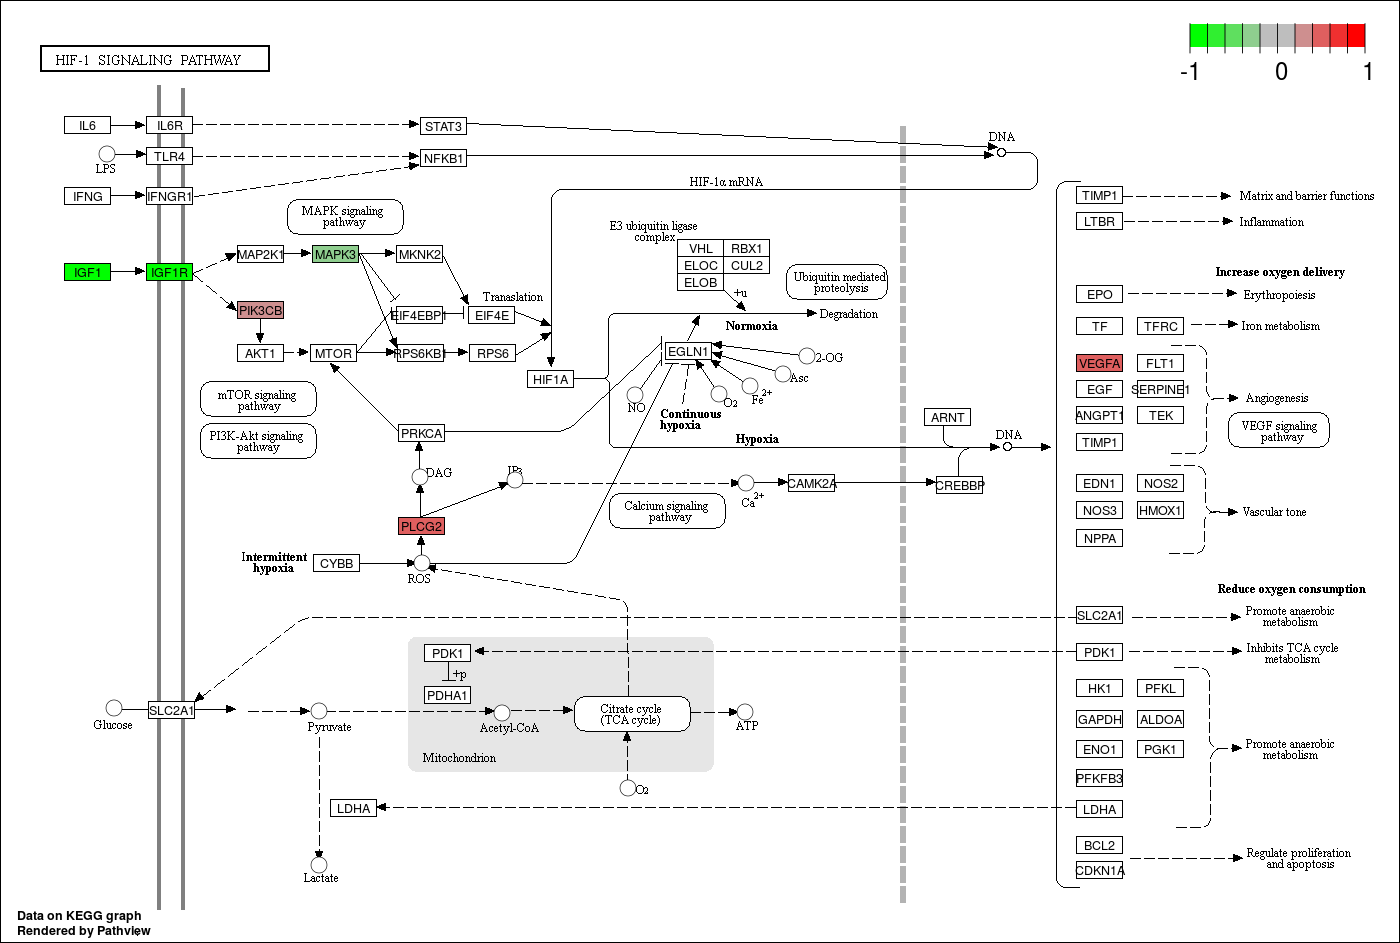 HIF-1 SIGNALING PATHWAY
-1
0
1
IL6
IL6R
STAT3
DNA
LPS
TLR4
NFKB1
IFNG
IFNGR1
HIF-1α mRNA
TIMP1
Matrix and barrier functions
LTBR
Inflammation
MAPK signaling
pathway
E3 ubiquitin ligase
complex
VHL
RBX1
ELOC
CUL2
ELOB
+u
Ubiquitin mediated
proteolysis
IGF1
IGF1R
MAP2K1
MAPK3
MKNK2
Increase oxygen delivery
EPO
Erythropoiesis
PIK3CB
EIF4EBP1
EIF4E
Translation
Normoxia
Degradation
TF
TFRC
Iron metabolism
AKT1
MTOR
RPS6KB1
RPS6
HIF1A
EGLN1
2-OG
Asc
Fe2+
O2
NO
Continuous
hypoxia
VEGFA
FLT1
EGF
SERPINE1
ANGPT1
TEK
TIMP1
Angiogenesis
VEGF signaling
pathway
mTOR signaling
pathway
PI3K-Akt signaling
pathway
PRKCA
Hypoxia
ARNT
DNA
DAG
IP3
Ca2+
CAMK2A
CREBBP
Calcium signaling
pathway
EDN1
NOS2
NOS3
HMOX1
NPPA
Vascular tone
PLCG2
Intermittent
hypoxia
CYBB
ROS
Reduce oxygen consumption
SLC2A1
Promote anaerobic
metabolism
PDK1
Inhibits TCA cycle
metabolism
PDK1
+p
PDHA1
HK1
PFKL
GAPDH
ALDOA
ENO1
PGK1
PFKFB3
LDHA
Promote anaerobic
metabolism
Glucose
SLC2A1
Pyruvate
Acetyl-CoA
Citrate cycle
(TCA cycle)
ATP
Mitochondrion
O2
LDHA
Lactate
BCL2
CDKN1A
Regulate proliferation
and apoptosis
Data on KEGG graph
Rendered by Pathview